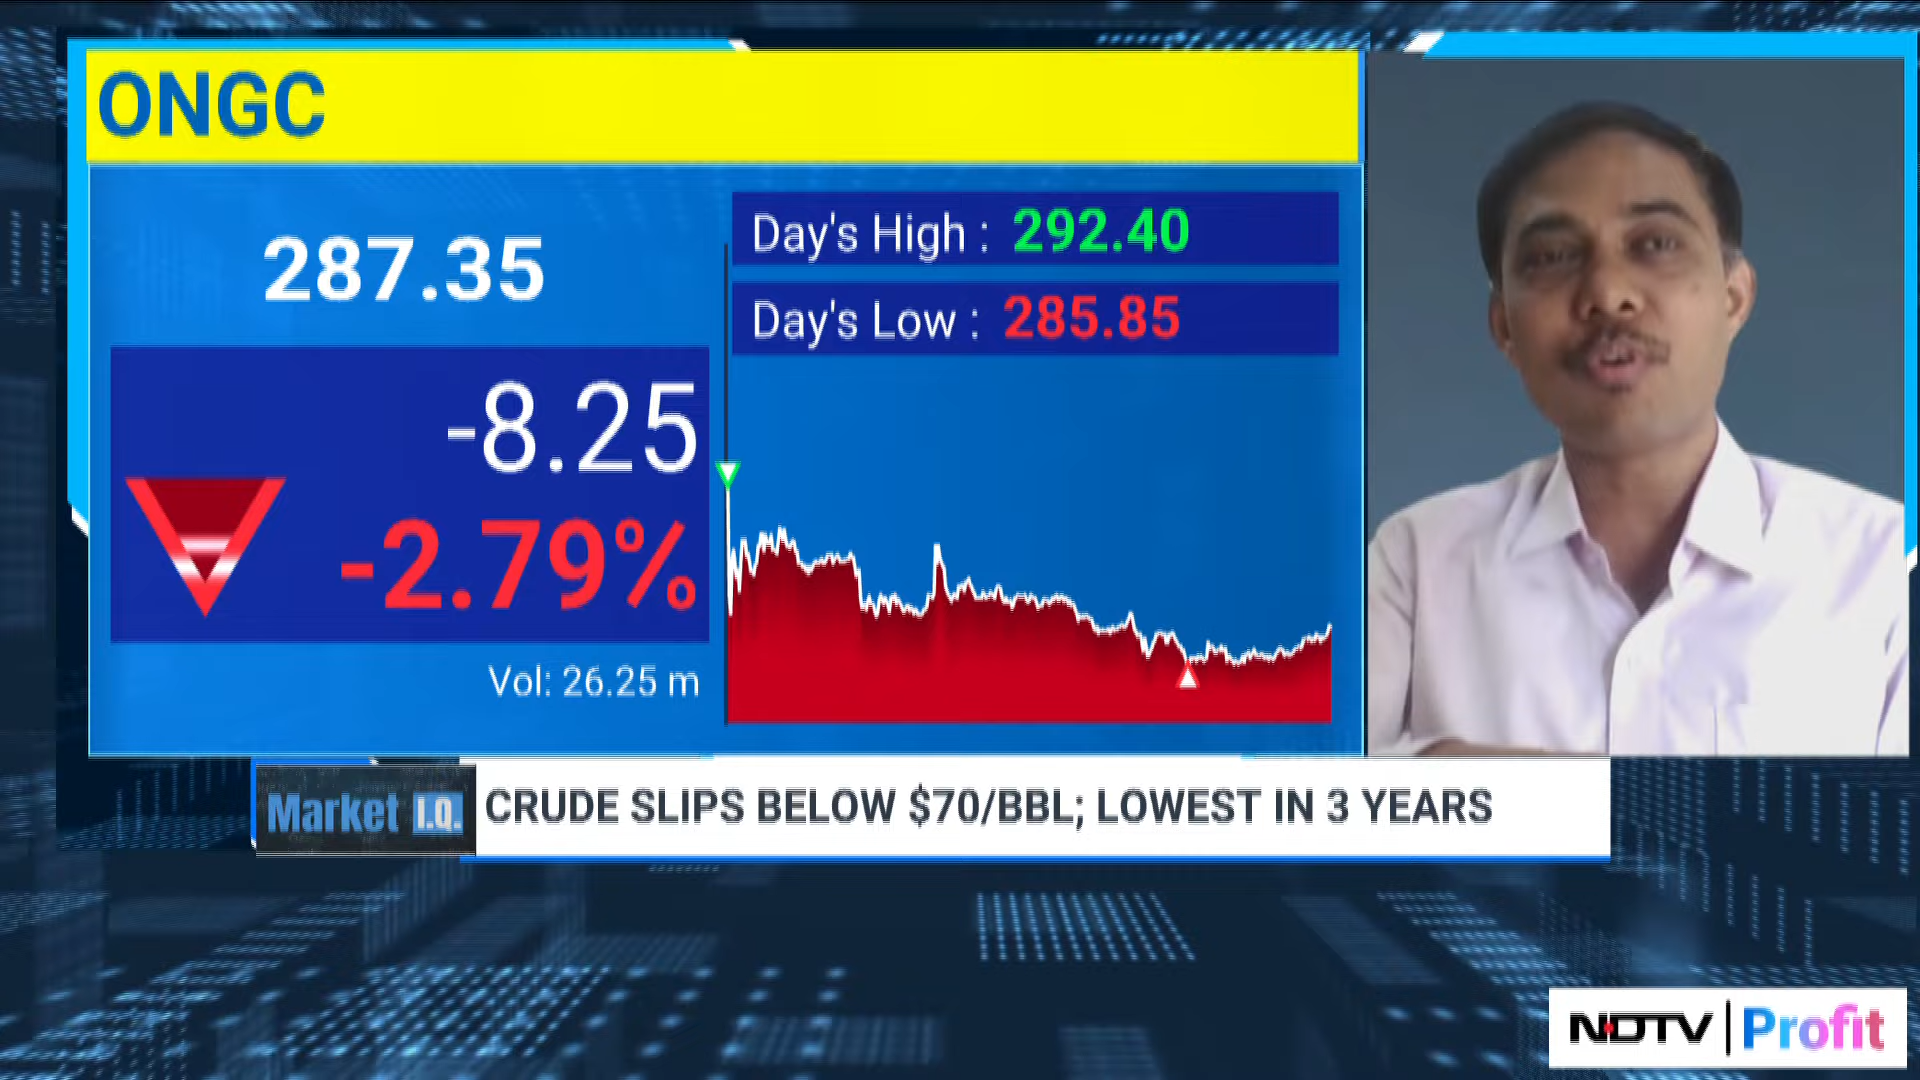 ONGC
287.35
-8.25
-2.79%
Vol: 26.25 m
Day's High : 292.40
Day's Low : 285.85
Market I.Q.
CRUDE SLIPS BELOW $70/BBL; LOWEST IN 3 YEARS
NDTV Profit